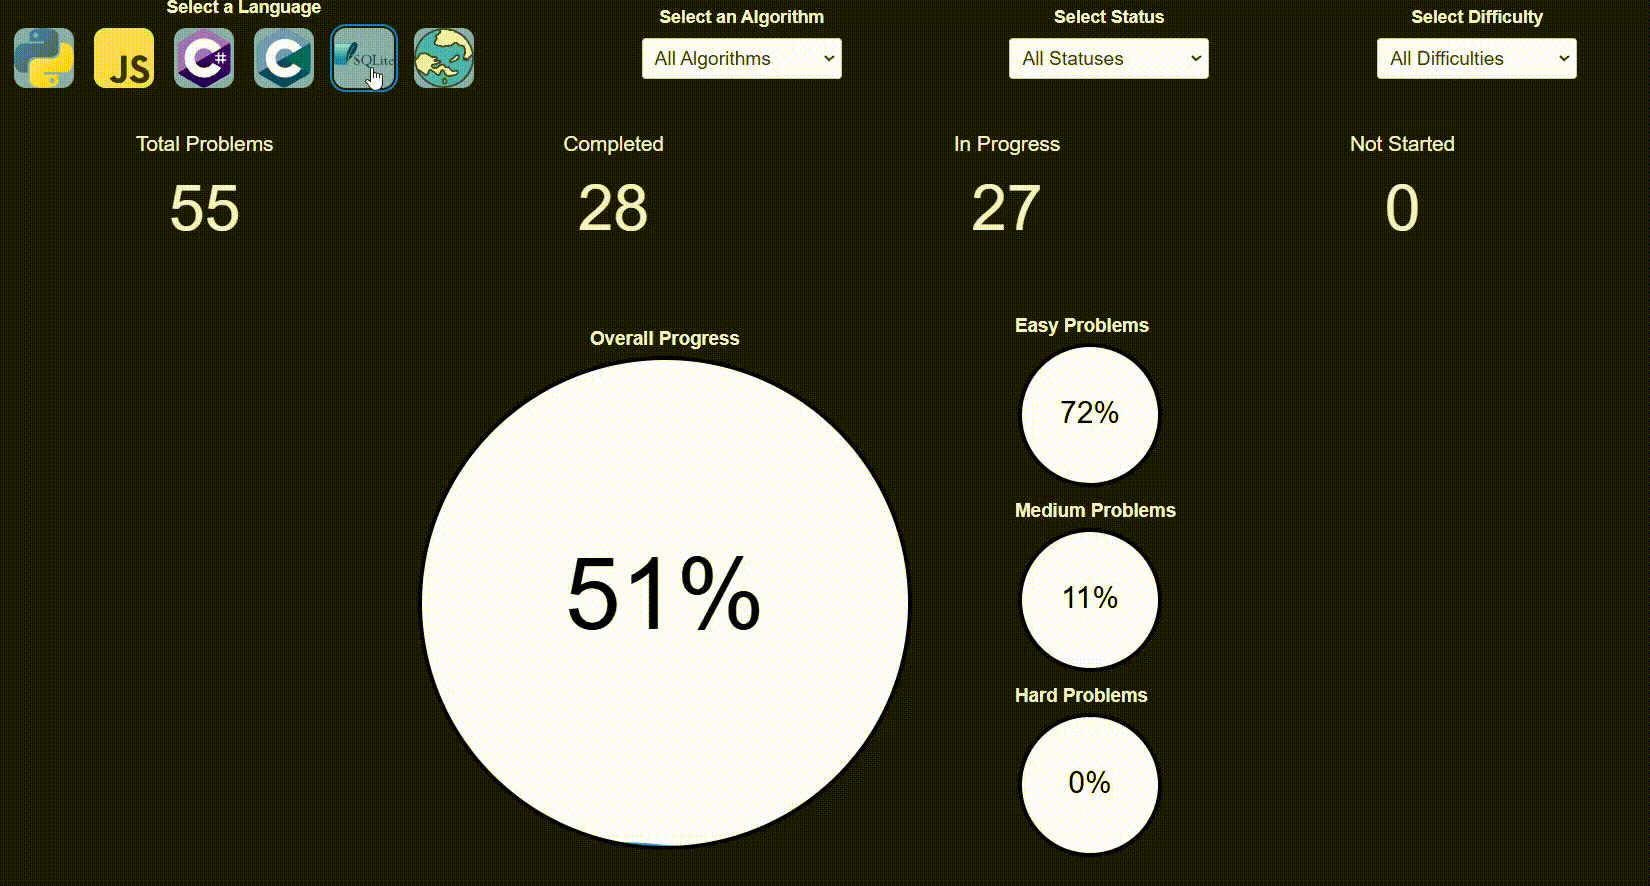 Select a Language
Select an Algorithm
Select Status
Select Difficulty
JS
C#
C
SQLite
All Algorithms
All Statuses
All Difficulties
Total Problems
Completed
In Progress
Not Started
55
28
27
0
Overall Progress
51%
Easy Problems
72%
Medium Problems
11%
Hard Problems
0%